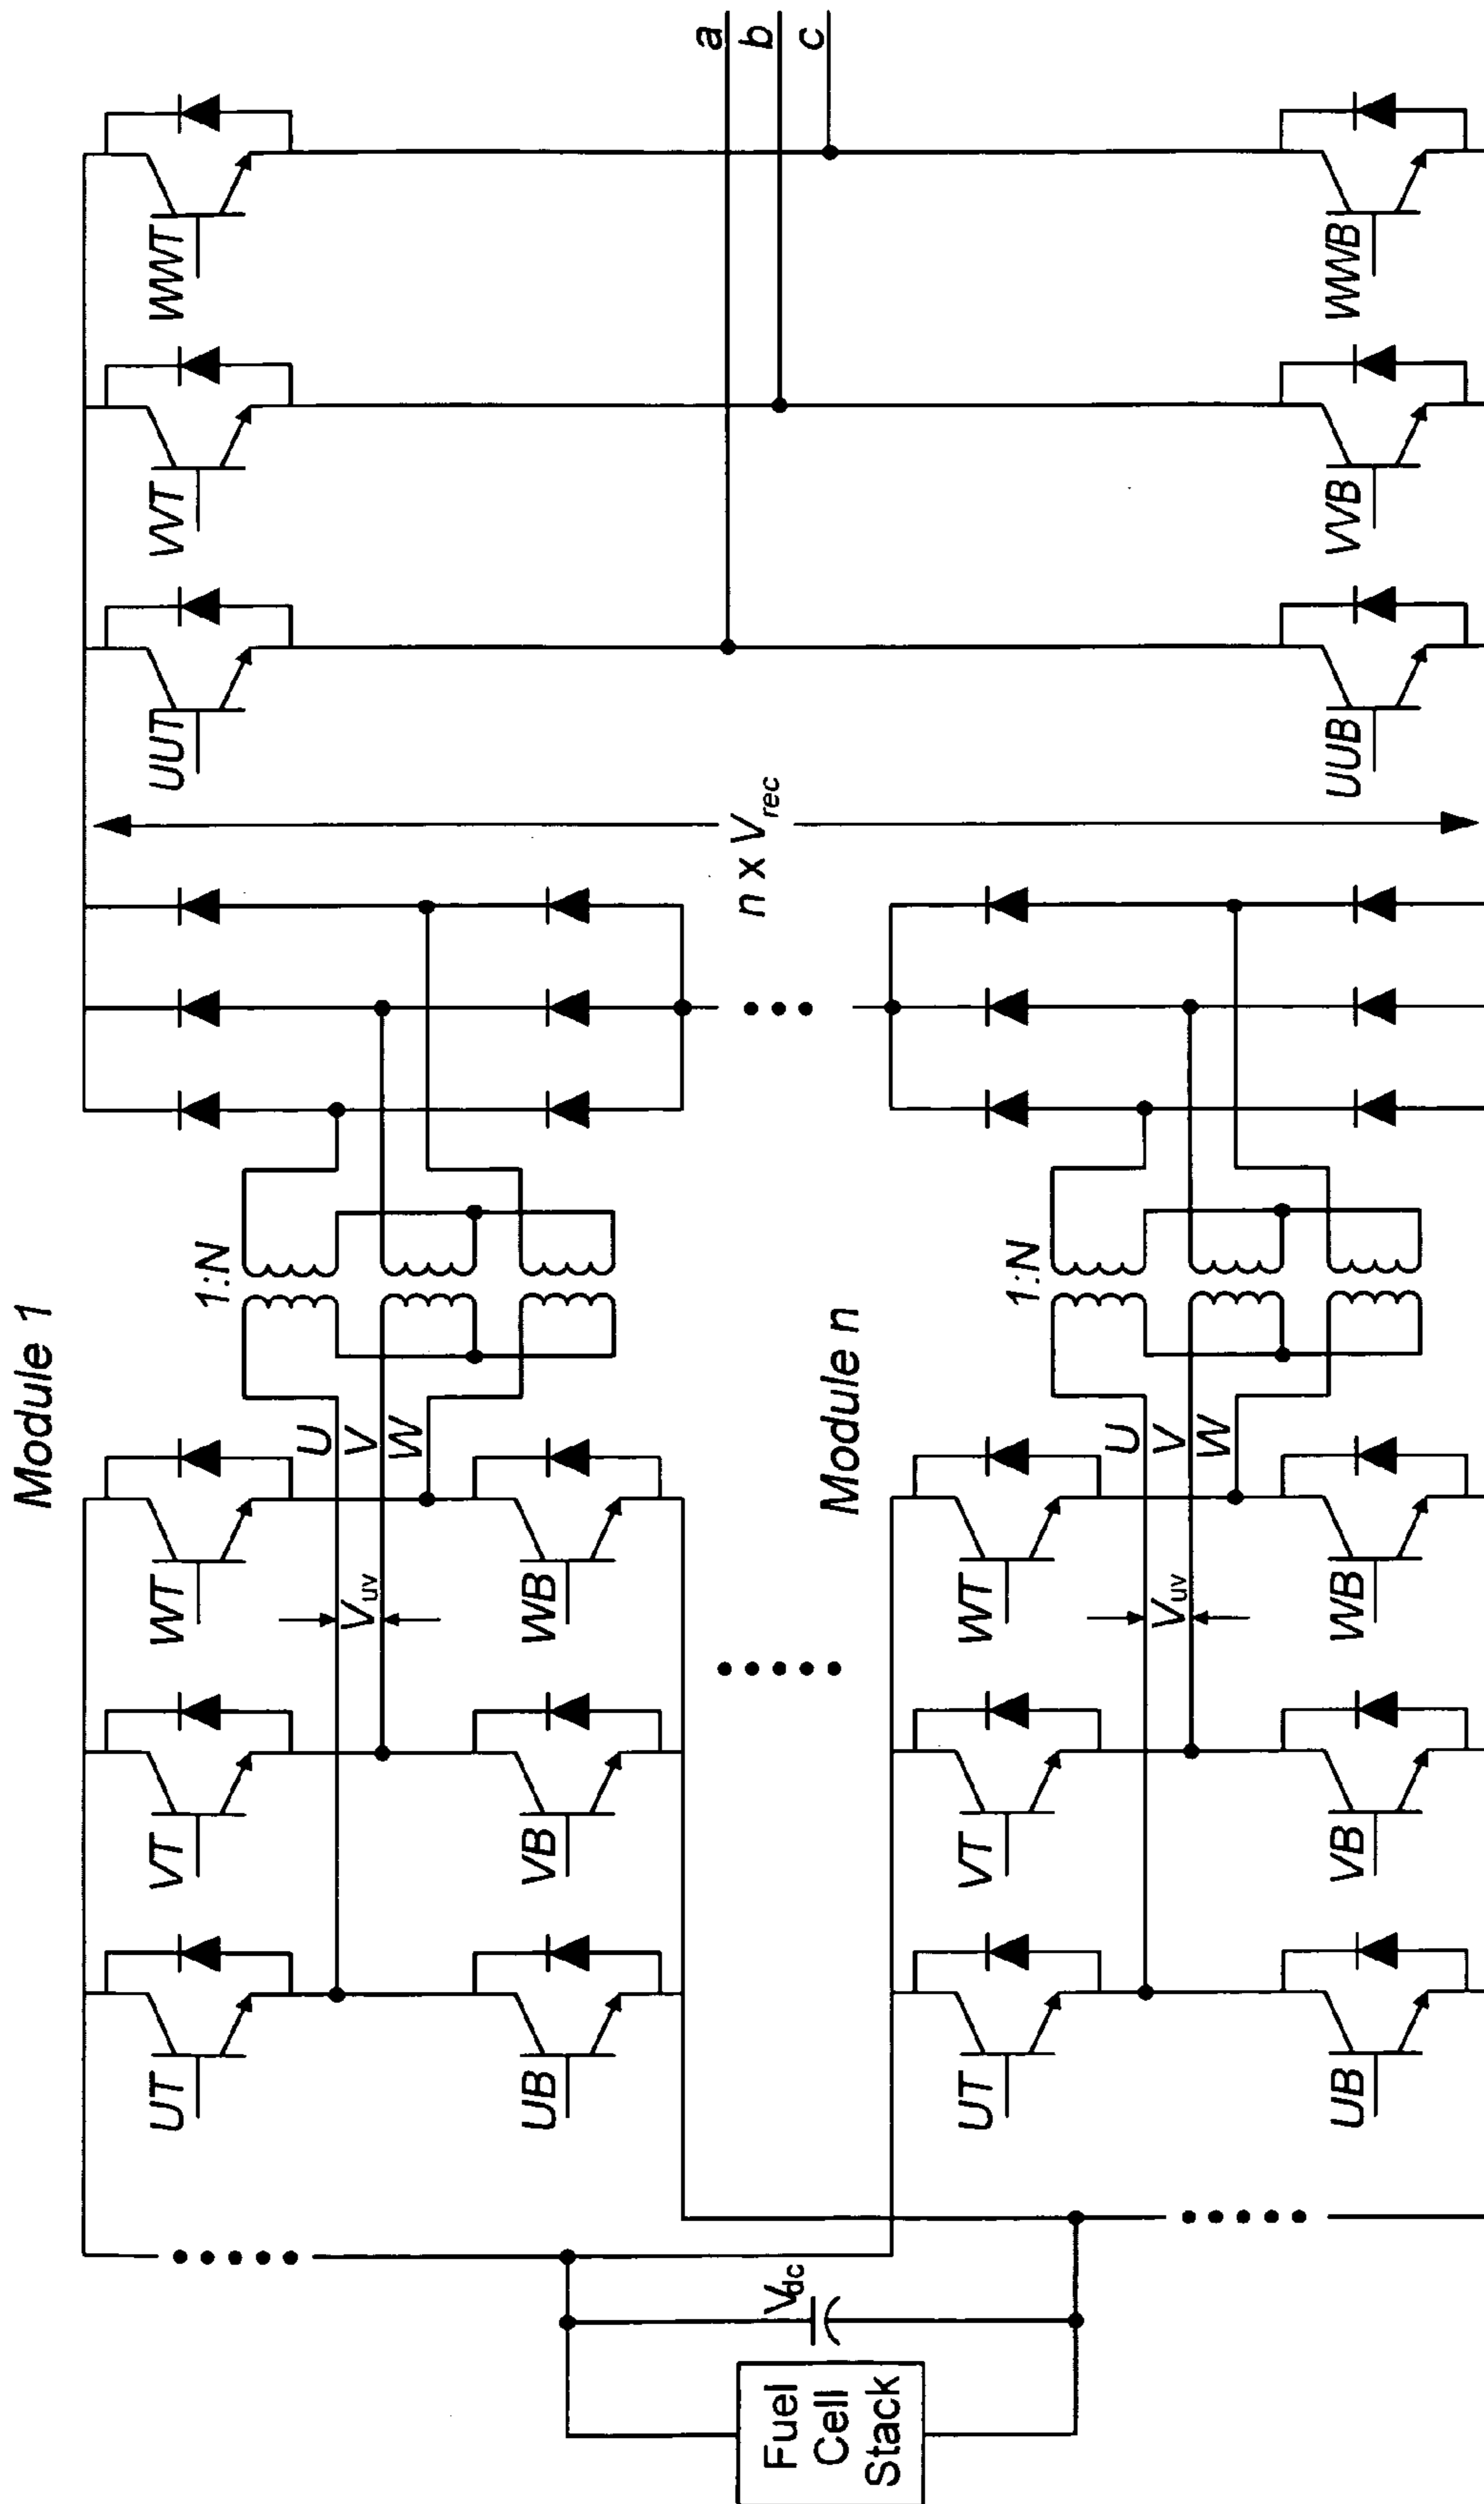 Module 1
WT
VT
UT
U
V
W
V_uv
WB
VB
UB
1:N
Module n
WT
VT
UT
U
V
W
V_uv
WB
VB
UB
1:N
V_dc
Fuel
Cell
Stack
n x V_rec
UUT
VVT
WWT
UUB
VVB
WWB
a
b
c